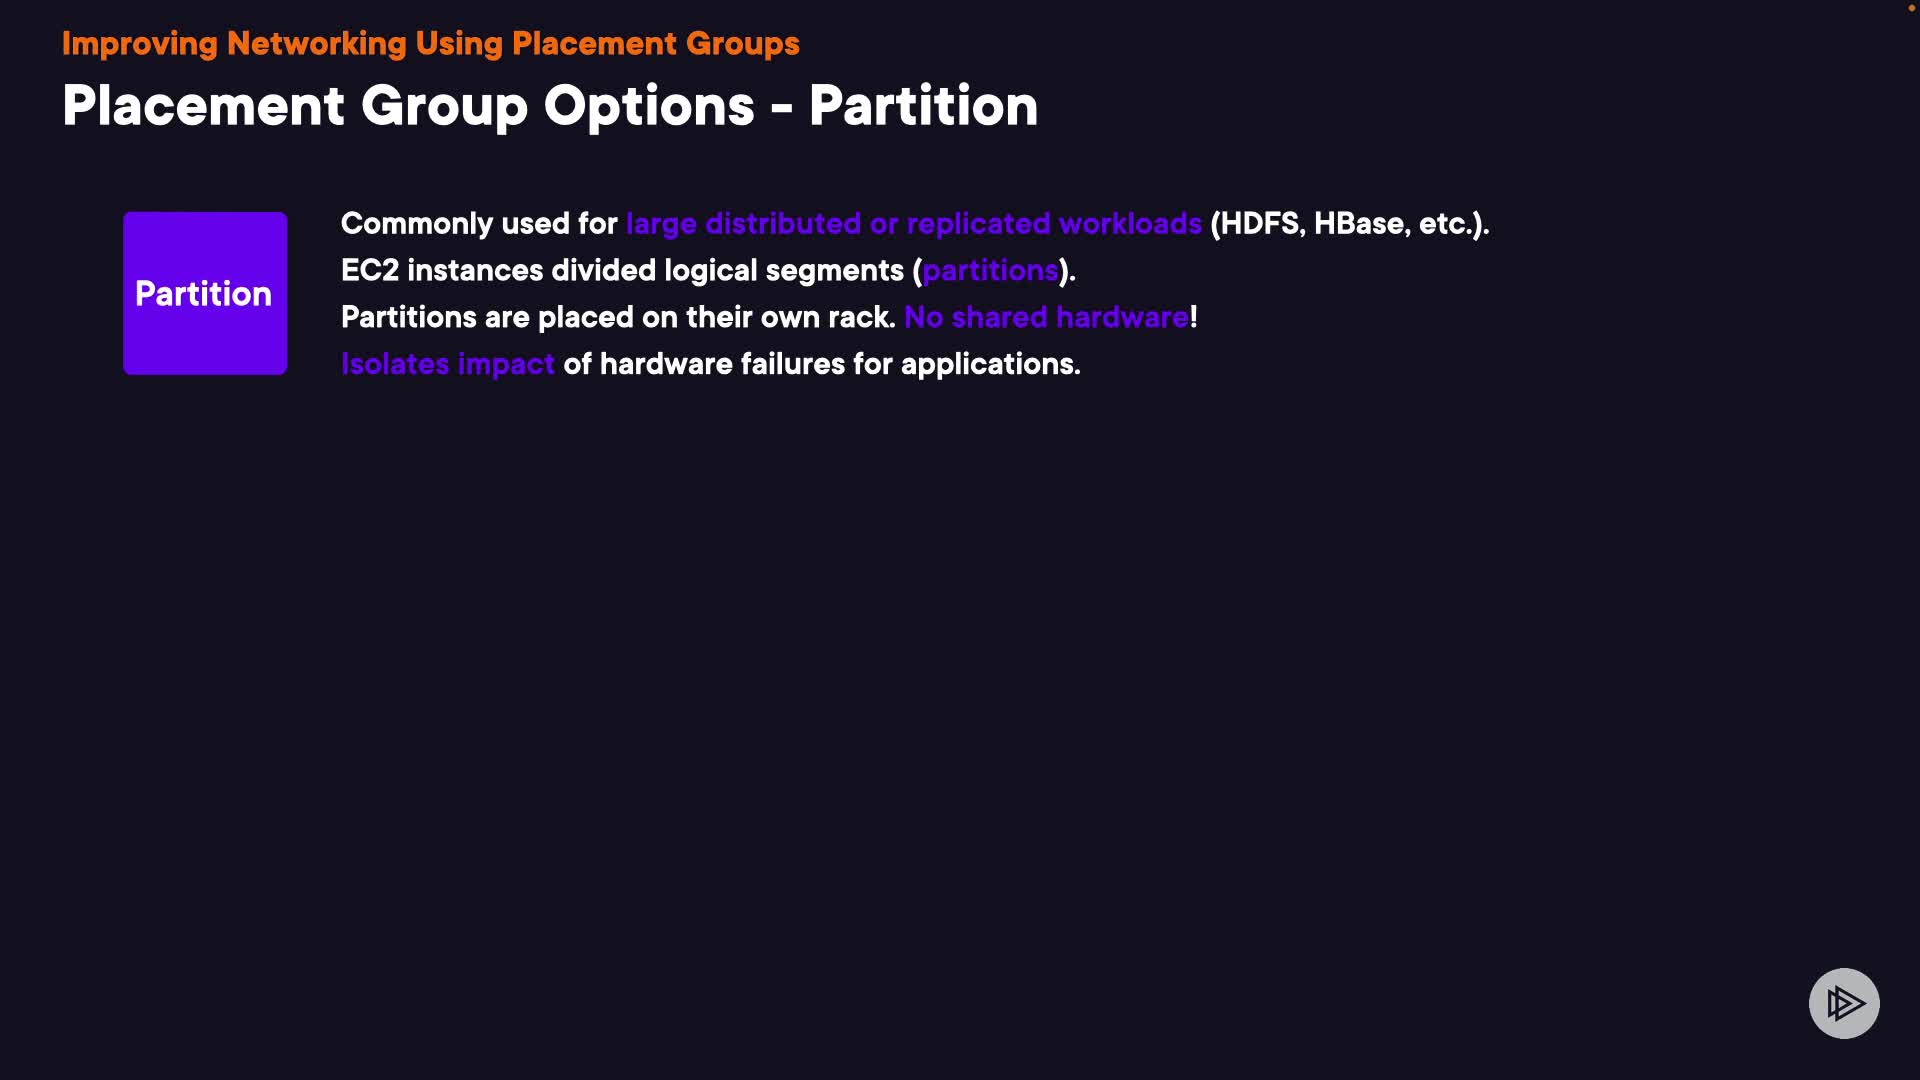 Improving Networking Using Placement Groups
Placement Group Options - Partition
Partition
Commonly used for large distributed or replicated workloads (HDFS, HBase, etc.).
EC2 instances divided logical segments (partitions).
Partitions are placed on their own rack. No shared hardware!
Isolates impact of hardware failures for applications.